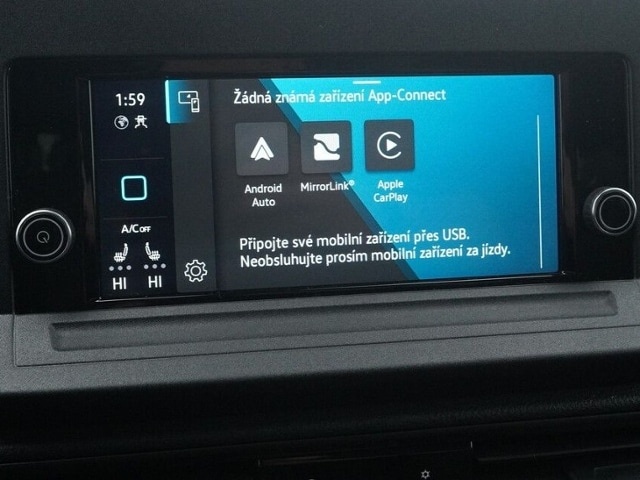 1:59
Žádná známá zařízení App-Connect
Android
Auto
MirrorLink®
Apple
CarPlay
A/C OFF
HI HI
Připojte své mobilní zařízení přes USB.
Neobsluhujte prosím mobilní zařízení za jízdy.